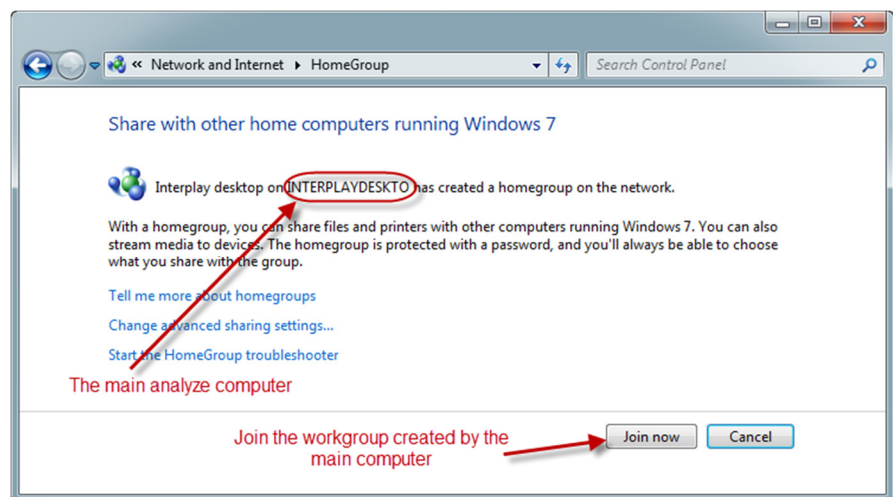 « Network and Internet ▸ HomeGroup Search Control Panel
Share with other home computers running Windows 7
Interplay desktop on INTERPLAYDESKTO has created a homegroup on the network.
With a homegroup, you can share files and printers with other computers running Windows 7. You can also
stream media to devices. The homegroup is protected with a password, and you'll always be able to choose
what you share with the group.
Tell me more about homegroups
Change advanced sharing settings...
Start the HomeGroup troubleshooter
The main analyze computer
Join the workgroup created by the
main computer
Join now Cancel